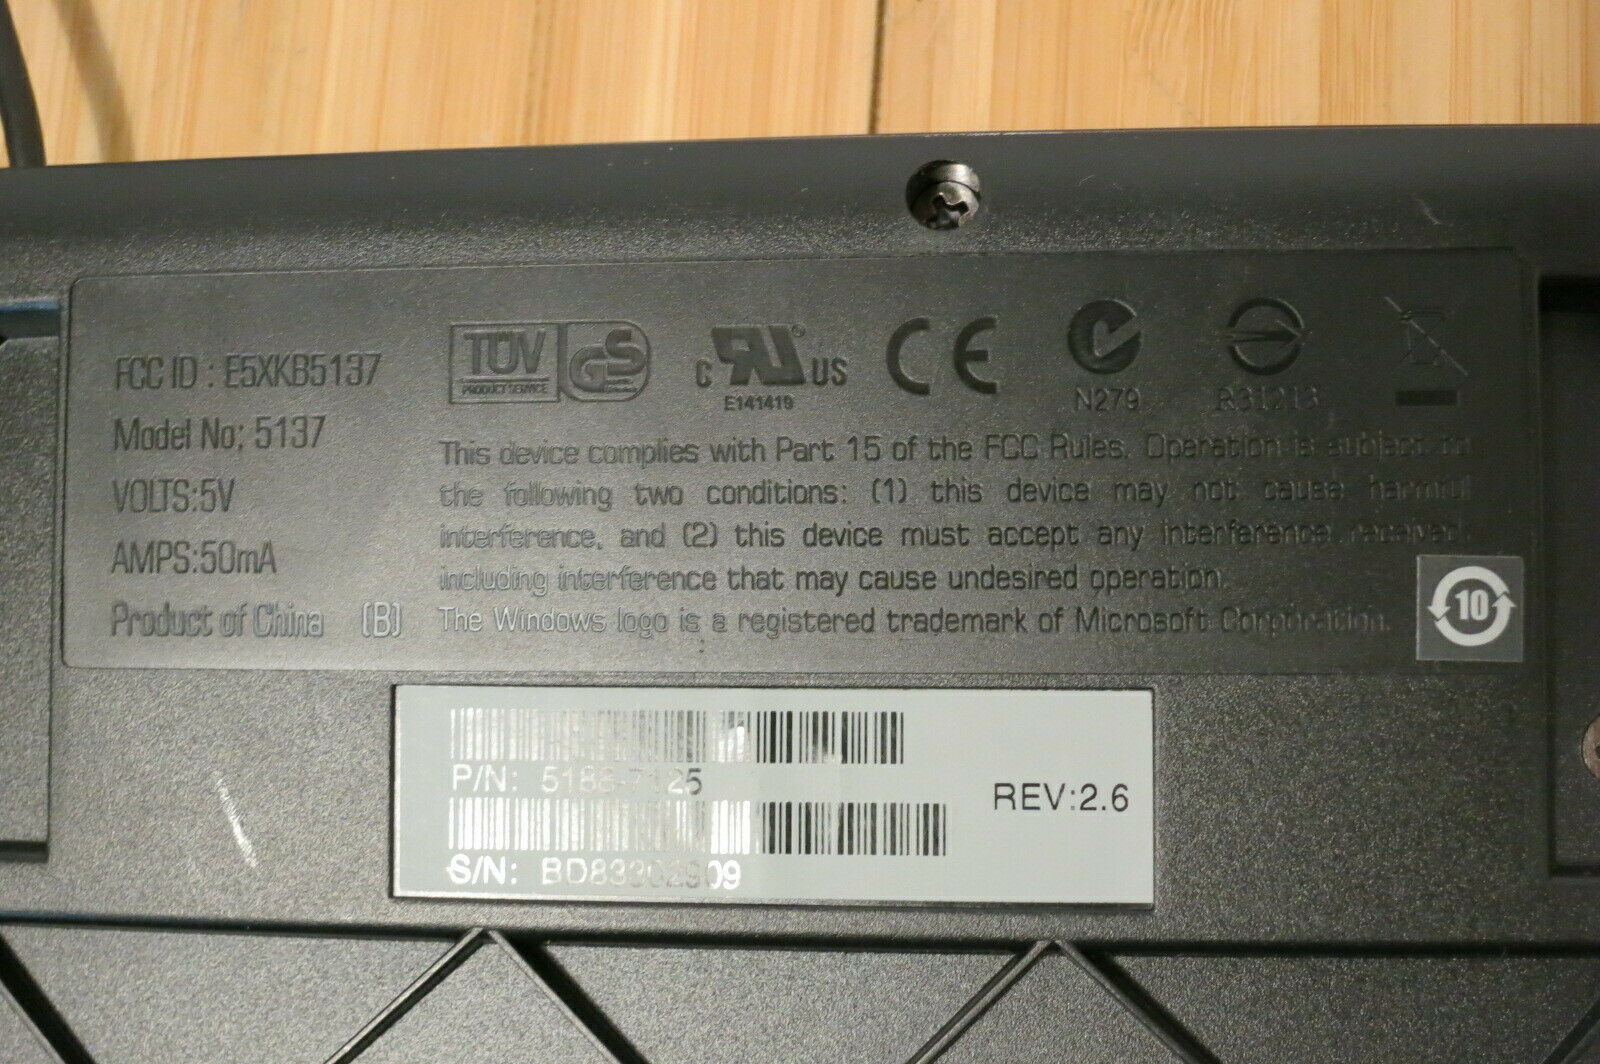 FCC ID : E5XKB5137
Model No; 5137
VOLTS:5V
AMPS:50mA
Product of China (B)
TÜV
PRODUCT SERVICE
GS
C UL US
E141419
CE
N279
R31213
This device complies with Part 15 of the FCC Rules. Operation is subject to
the following two conditions: (1) this device may not cause harmful
interference, and (2) this device must accept any interference received,
including interference that may cause undesired operation.
The Windows logo is a registered trademark of Microsoft Corporation.
10
P/N: 5188-7125
S/N:
REV:2.6